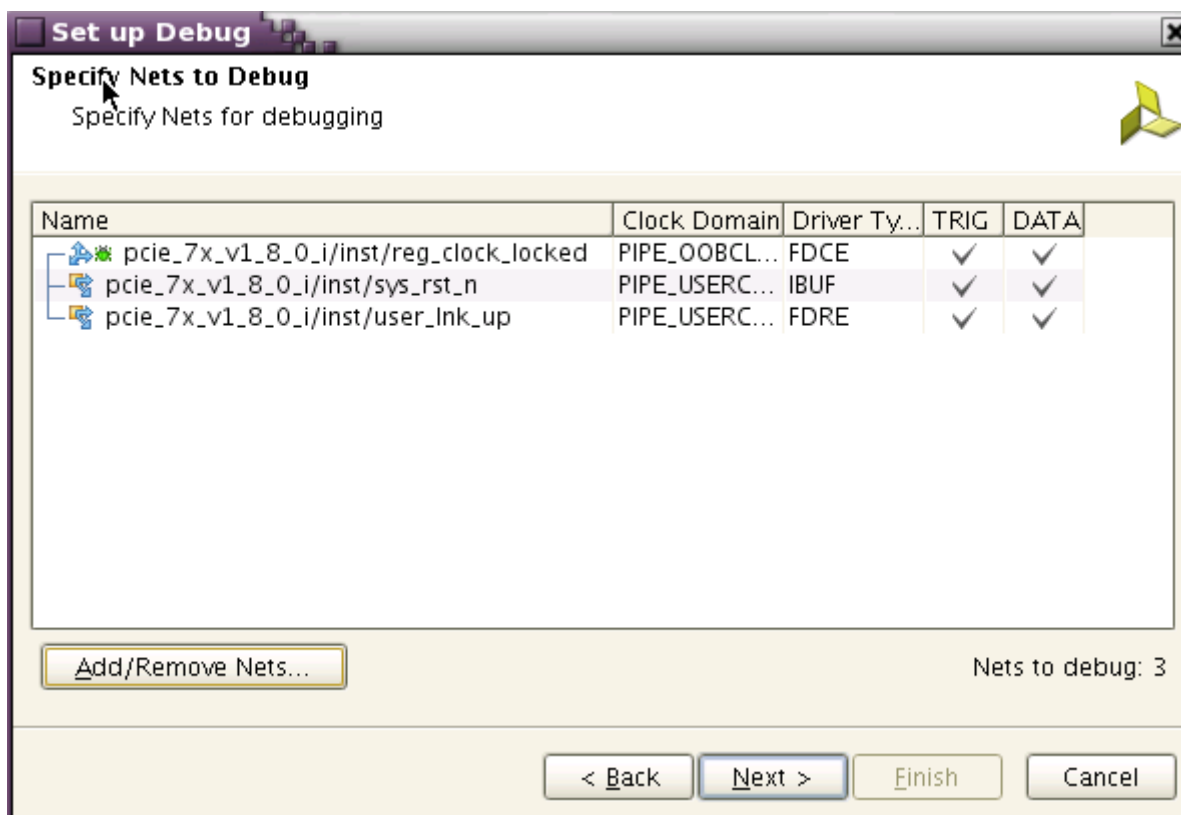 Set up Debug
Specify Nets to Debug
Specify Nets for debugging
Name Clock Domain Driver Ty... TRIG DATA
pcie_7x_v1_8_0_i/inst/reg_clock_locked PIPE_OOBCL... FDCE
pcie_7x_v1_8_0_i/inst/sys_rst_n PIPE_USERC... IBUF
pcie_7x_v1_8_0_i/inst/user_lnk_up PIPE_USERC... FDRE
Add/Remove Nets... Nets to debug: 3
< Back Next > Finish Cancel